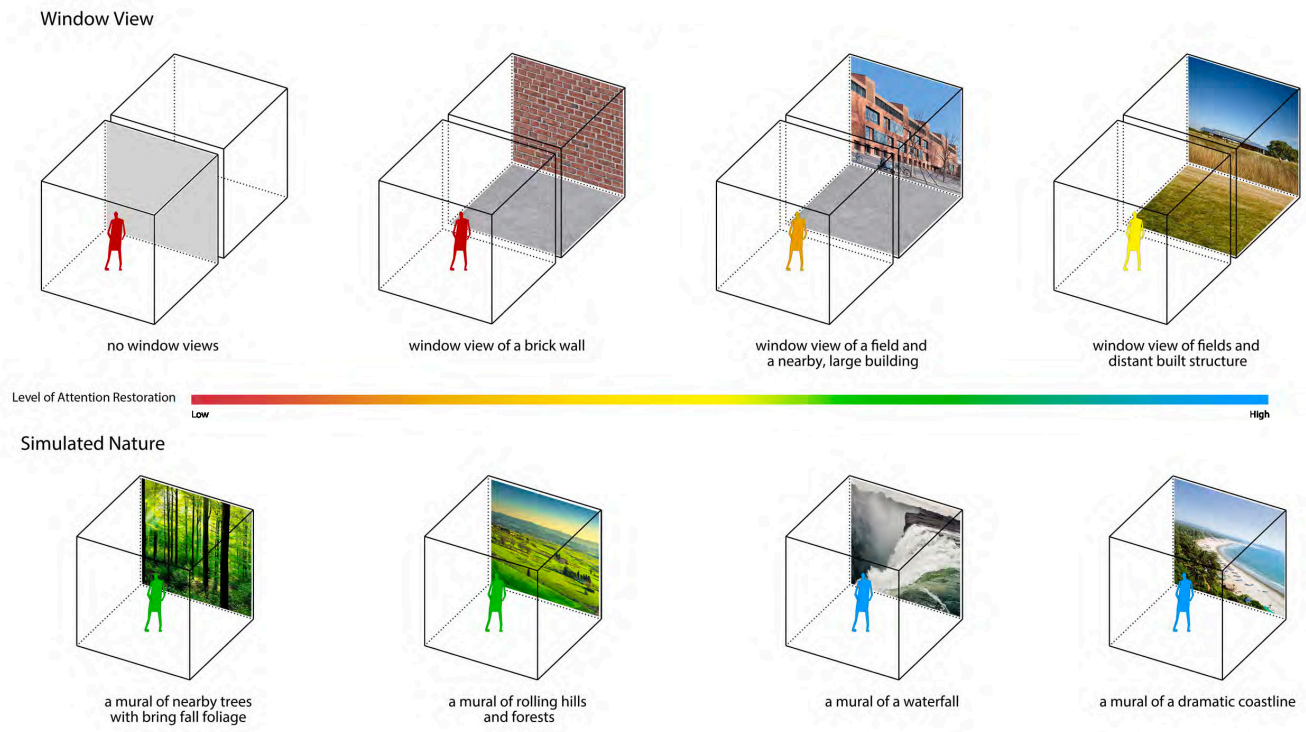 Window View
no window views
window view of a brick wall
window view of a field and
a nearby, large building
window view of fields and
distant built structure
Level of Attention Restoration
Low
High
Simulated Nature
a mural of nearby trees
with bring fall foliage
a mural of rolling hills
and forests
a mural of a waterfall
a mural of a dramatic coastline